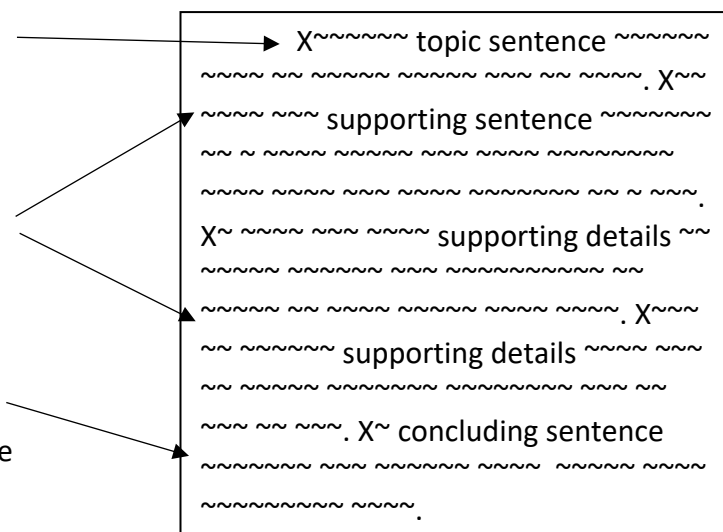 X~~~~~~ topic sentence ~~~~~~
~~~~ ~~ ~~~~~ ~~~~~ ~~~ ~~ ~~~~. X~~
~~~~ ~~~ supporting sentence ~~~~~~~
~~ ~ ~~~~ ~~~~~ ~~~ ~~~~ ~~~~~~~~
~~~~ ~~~~ ~~~ ~~~~ ~~~~~~~ ~~ ~ ~~~.
X~ ~~~~ ~~~ ~~~~ supporting details ~~
~~~~~ ~~~~~~ ~~~ ~~~~~~~~~~ ~~
~~~~~ ~~ ~~~~ ~~~~~ ~~~~ ~~~~. X~~~
~~ ~~~~~~ supporting details ~~~~ ~~~
~~ ~~~~~ ~~~~~~~ ~~~~~~~~ ~~~ ~~
~~~ ~~ ~~~. X~ concluding sentence
e
~~~~~~~ ~~~ ~~~~~~ ~~~~ ~~~~~ ~~~~
~~~~~~~~~ ~~~~.